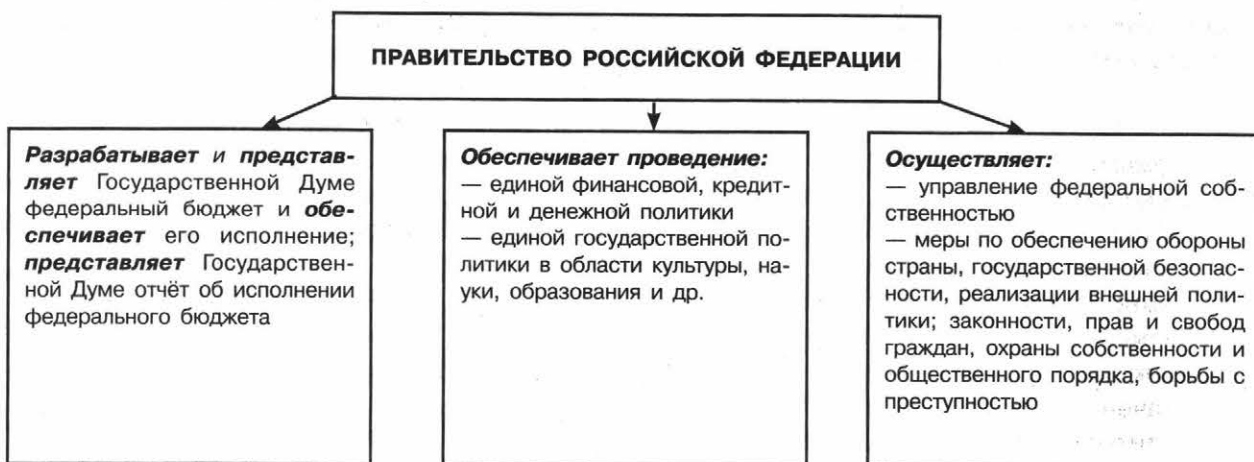 ПРАВИТЕЛЬСТВО РОССИЙСКОЙ ФЕДЕРАЦИИ
Разрабатывает и представ-
ляет Государственной Думе
федеральный бюджет и обе-
спечивает его исполнение;
представляет Государствен-
ной Думе отчёт об исполнении
федерального бюджета
Обеспечивает проведение:
— единой финансовой, кредит-
ной и денежной политики
— единой государственной по-
литики в области культуры, на-
уки, образования и др.
Осуществляет:
— управление федеральной соб-
ственностью
— меры по обеспечению обороны
страны, государственной безопас-
ности, реализации внешней поли-
тики; законности, прав и свобод
граждан, охраны собственности и
общественного порядка, борьбы с
преступностью